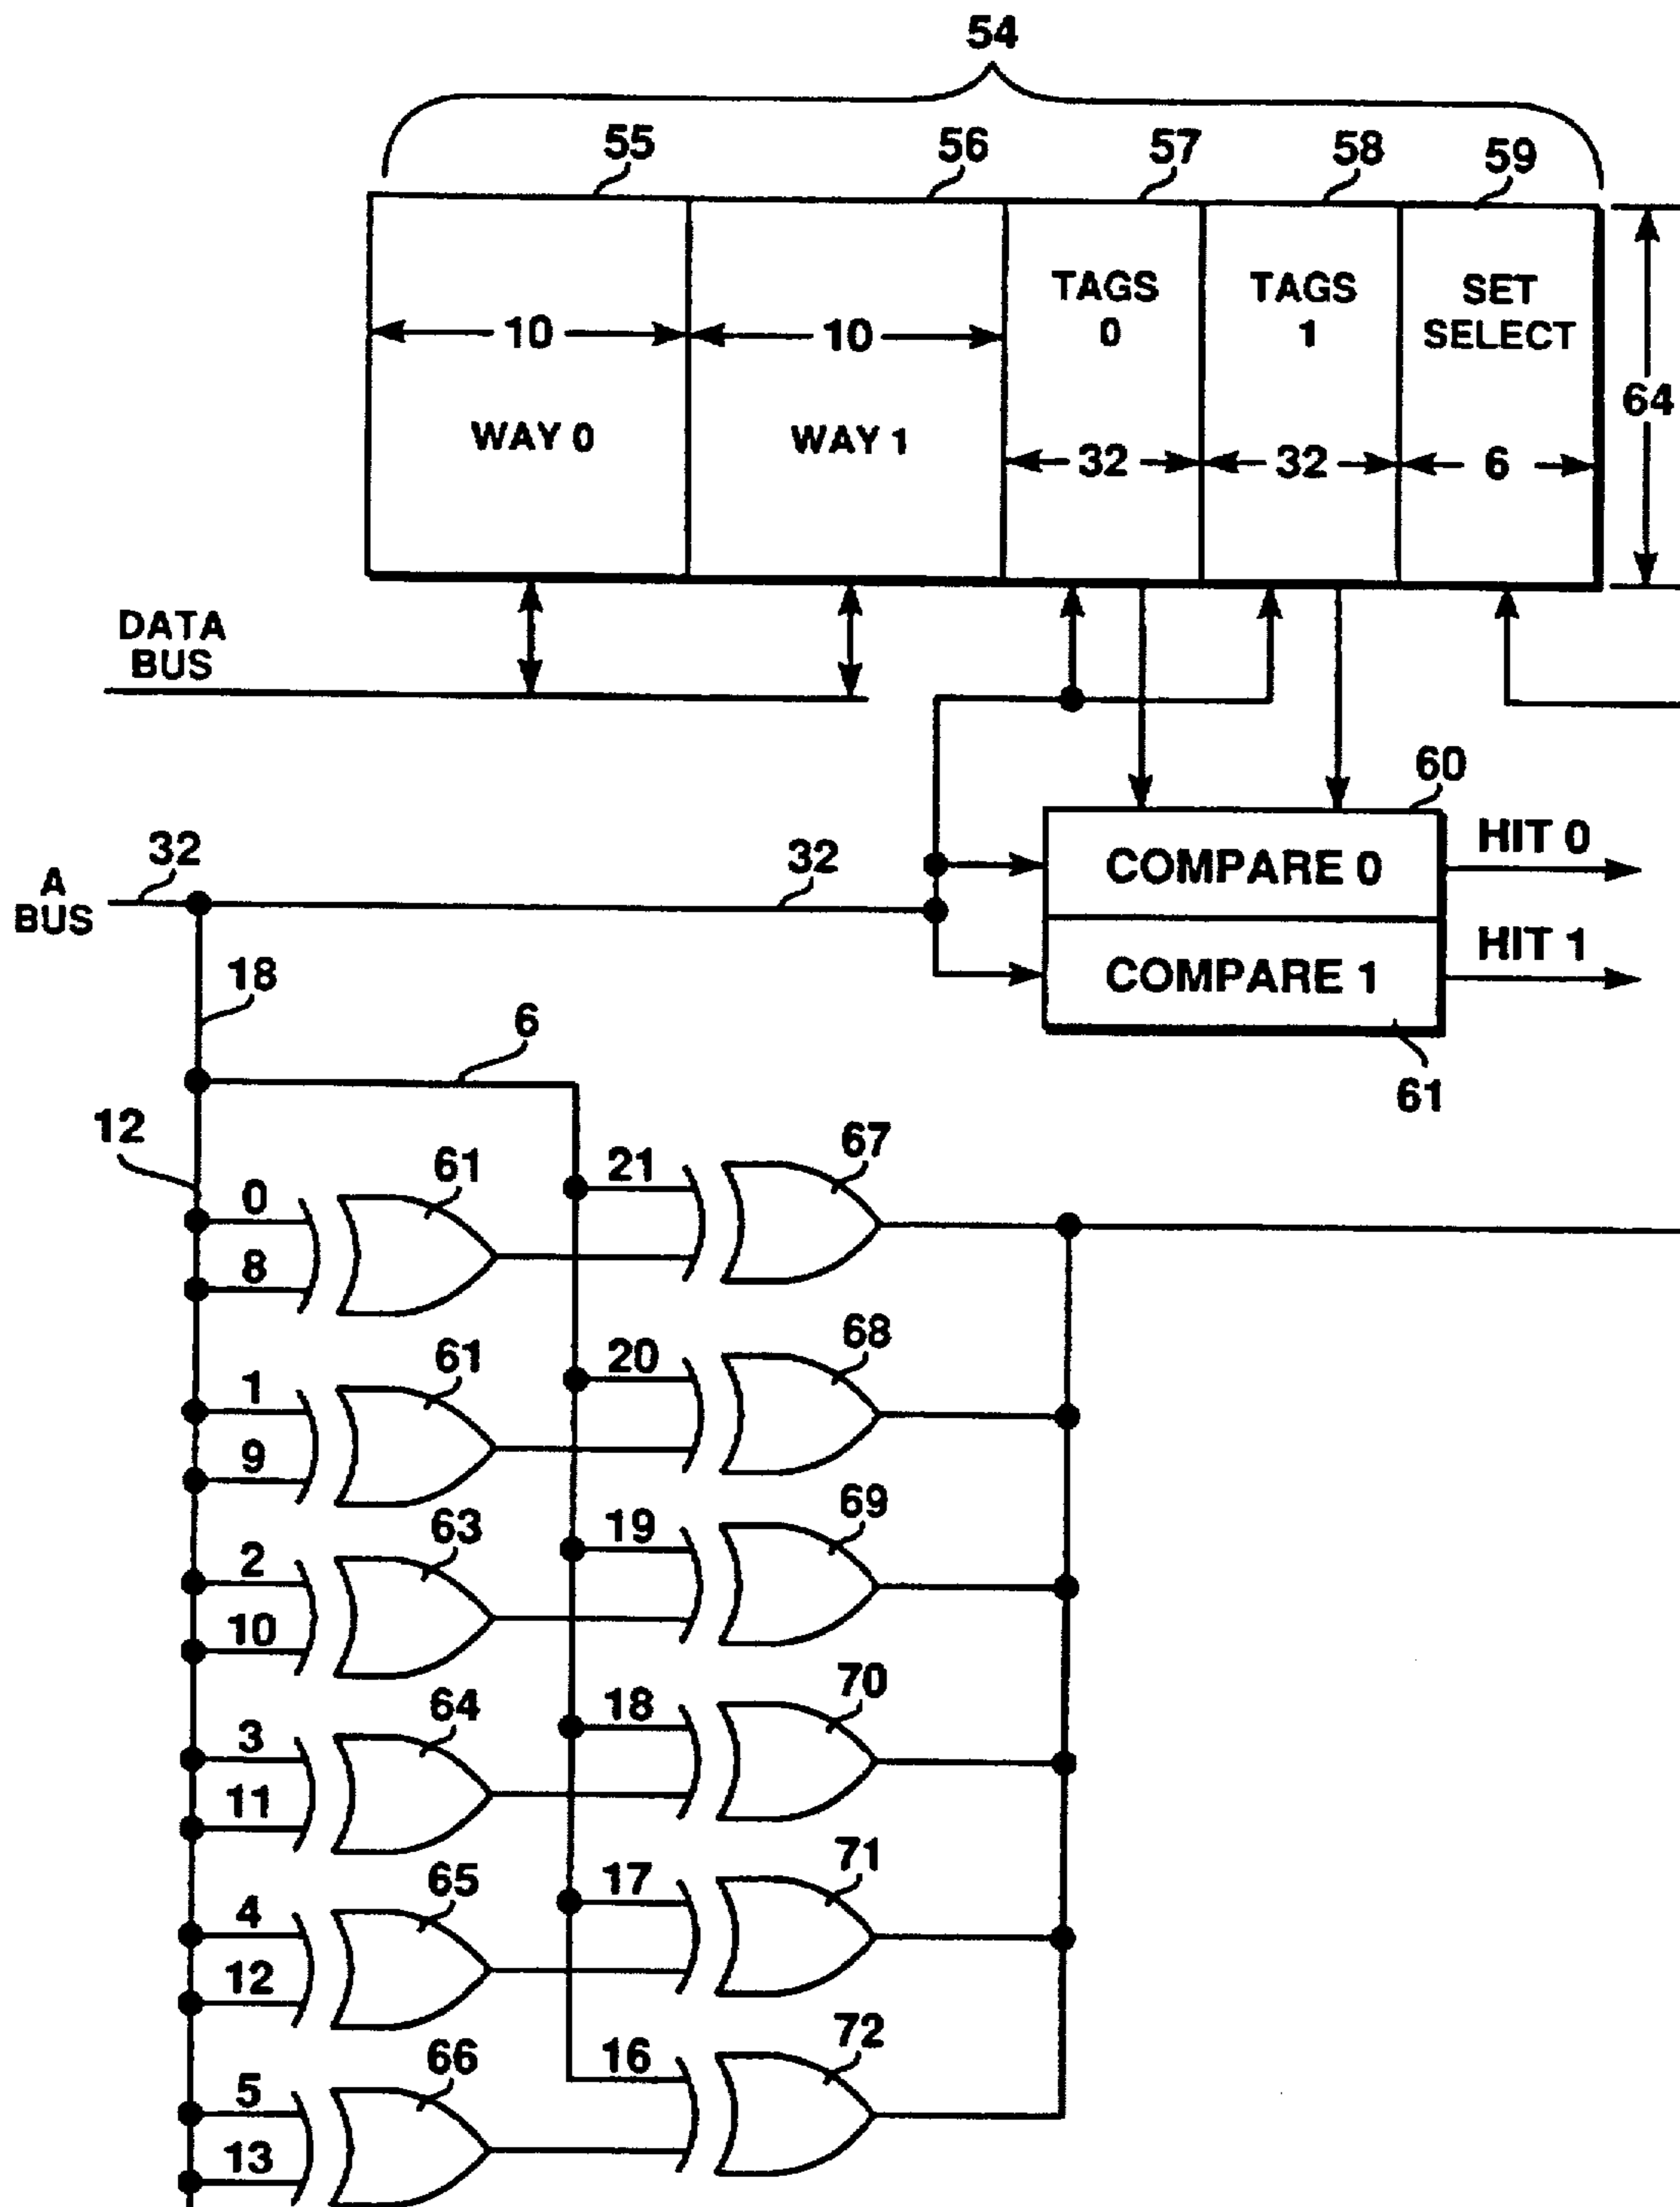 54
55 56 57 58 59
TAGS 0
TAGS 1
SET SELECT
10 10
64
WAY 0 WAY 1
32 32 6
DATA BUS
60
32 32
A BUS
COMPARE 0
HIT 0
COMPARE 1
HIT 1
18
6
61
12
0 61 21 67
8
1 61 20 68
9
2 63 19 69
10
3 64 18 70
11
4 65 17 71
12
5 66 16 72
13